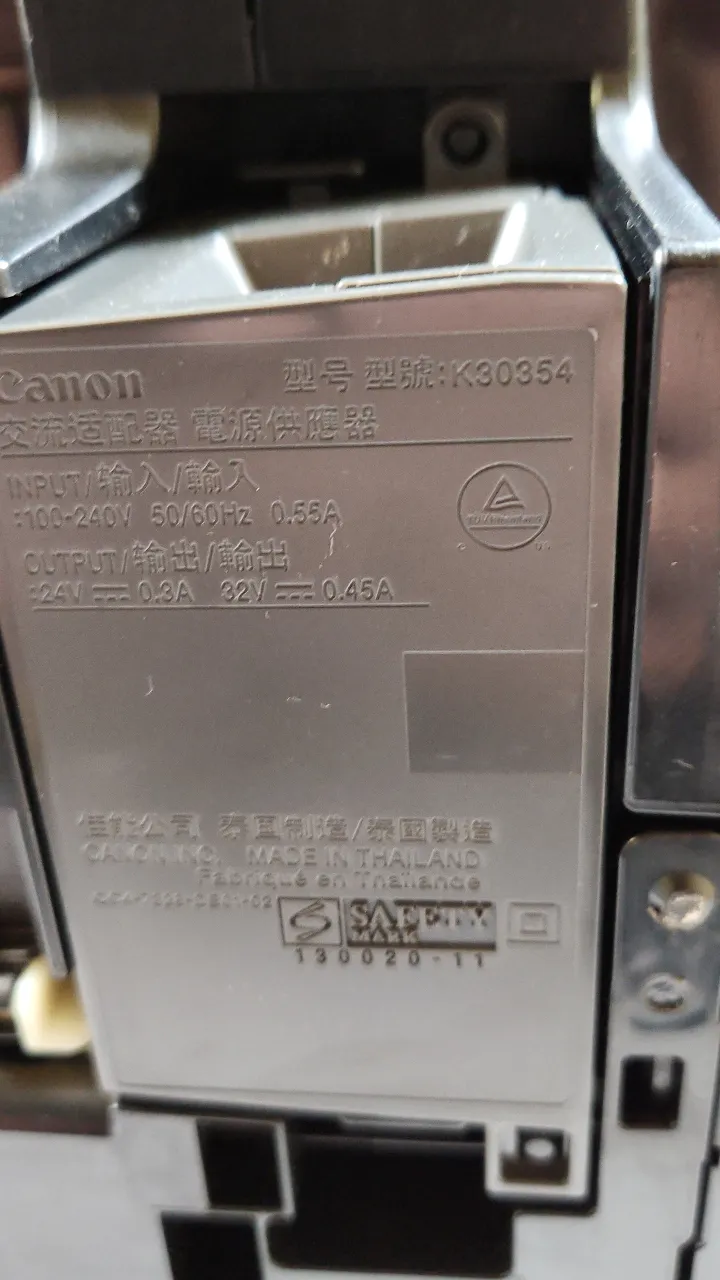 Canon 型号 型號:K30354
交流适配器 電源供應器
INPUT/输入/輸入
:100-240V 50/60Hz 0.55A
OUTPUT/输出/輸出
:24V ⎓ 0.3A 32V ⎓ 0.45A
佳能公司 泰国制造/泰國製造
CANON INC. MADE IN THAILAND
Fabriqué en Thaïlande
SAFETY
MARK
130020-11